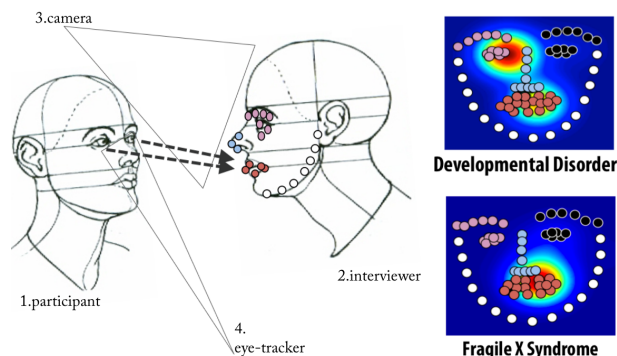 3.camera
Developmental Disorder
2.interviewer
1.participant
4.
eye-tracker
Fragile X Syndrome